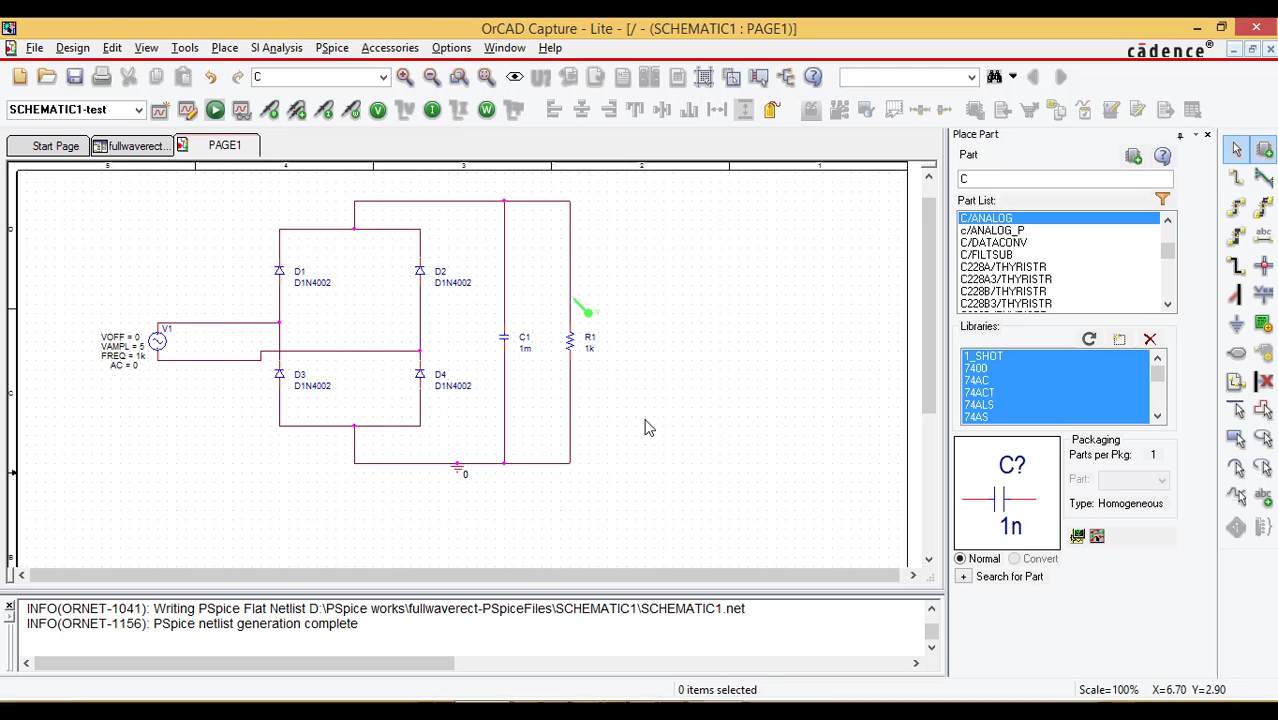 OrCAD Capture - Lite - [/ - (SCHEMATIC1 : PAGE1)]
File Design Edit View Tools Place SI Analysis PSpice Accessories Options Window Help
cādence®
C
SCHEMATIC1-test
V I W
Start Page fullwaverect... PAGE1
Place Part
Part
C
Part List:
C/ANALOG
c/ANALOG_P
C/DATACONV
C/FILTSUB
C228A/THYRISTR
C228A3/THYRISTR
C228B/THYRISTR
C228B3/THYRISTR
Libraries:
1_SHOT
7400
74AC
74ACT
74ALS
74AS
C?
1n
Packaging
Parts per Pkg: 1
Part:
Type: Homogeneous
Normal Convert
+ Search for Part
5 4 3 2 1
D
C
B
D1
D1N4002
D2
D1N4002
V1
VOFF = 0
VAMPL = 5
FREQ = 1k
AC = 0
C1
1m
R1
1k
V
D3
D1N4002
D4
D1N4002
0
INFO(ORNET-1041): Writing PSpice Flat Netlist D:\PSpice works\fullwaverect-PSpiceFiles\SCHEMATIC1\SCHEMATIC1.net
INFO(ORNET-1156): PSpice netlist generation complete
0 items selected Scale=100% X=6.70 Y=2.90